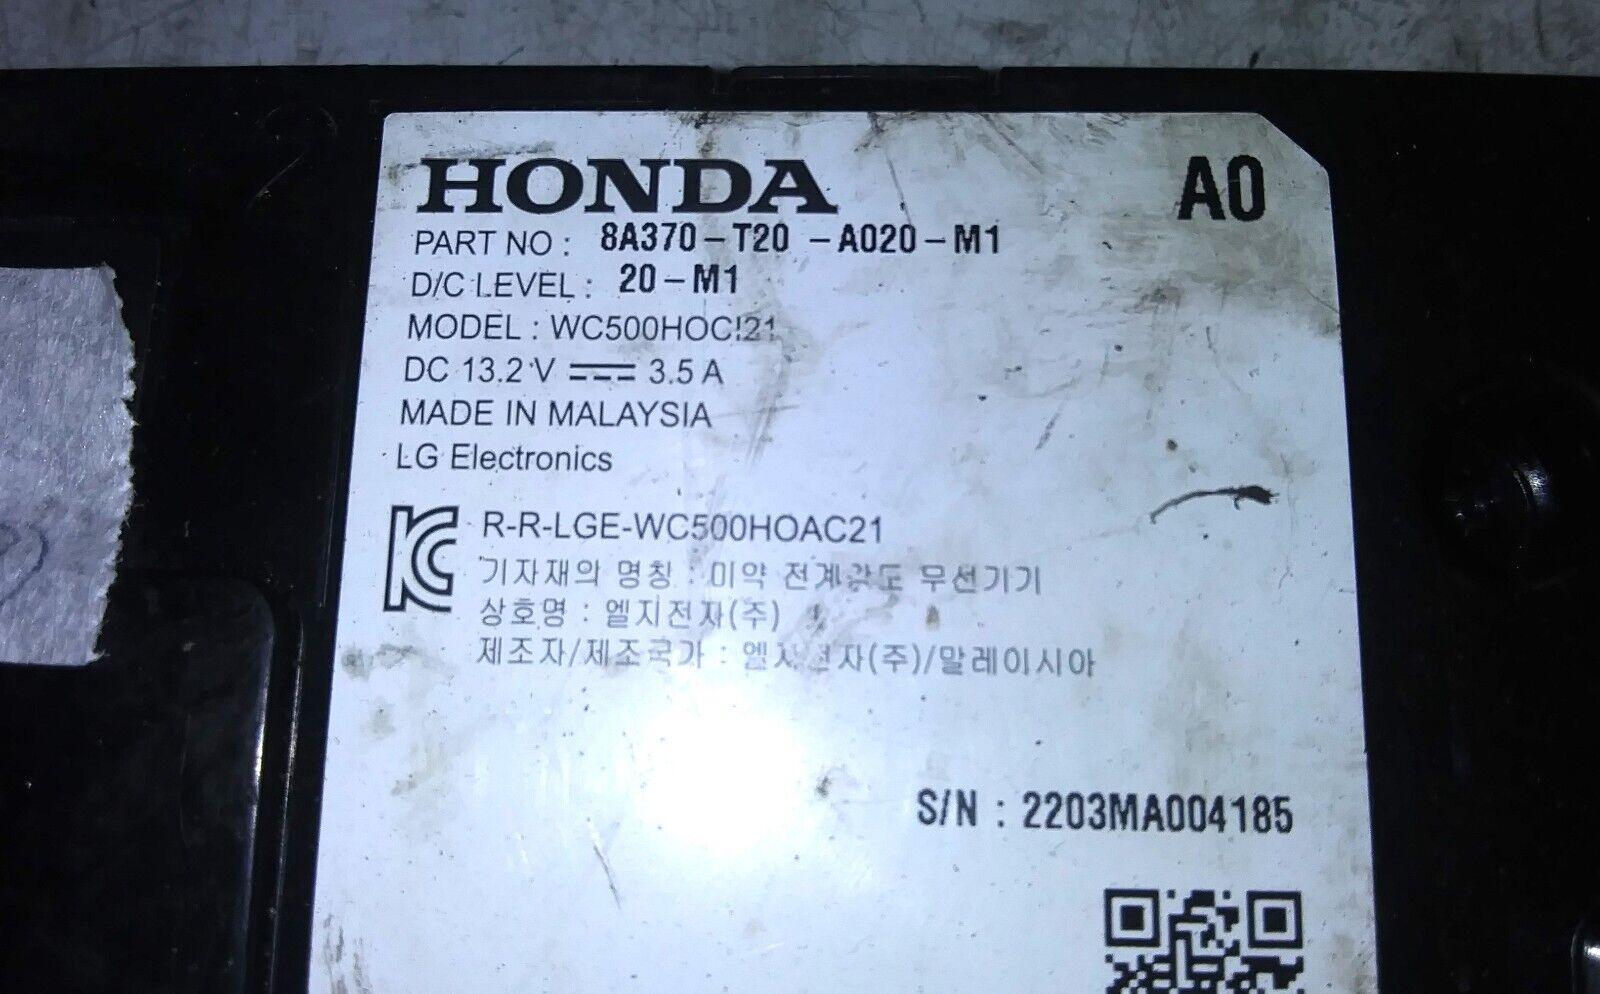 HONDA
A0
PART NO : 8A370-T20 -A020-M1
D/C LEVEL : 20-M1
MODEL :
DC 13.2 V 3.5 A
MADE IN MALAYSIA
LG Electronics
R-R-LGE-WC500HOAC21
기자재의 명칭 : 미약 전계강도 무선기기
상호명 : 엘지전자(주)
제조자/제조국가 : 엘지전자(주)/말레이시아
S/N : 2203MA004185